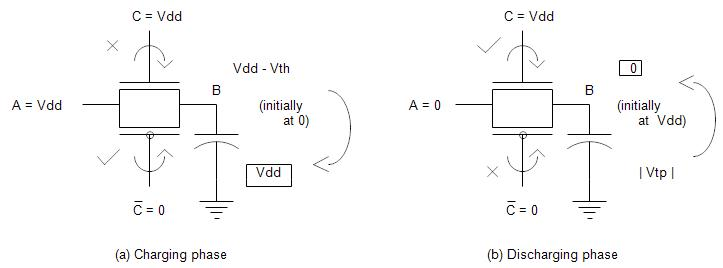 C = Vdd
Vdd - Vth
A = Vdd
B
(initially
at 0)
Vdd
C̅ = 0
(a) Charging phase
C = Vdd
0
A = 0
B
(initially
at Vdd)
| Vtp |
C̅ = 0
(b) Discharging phase